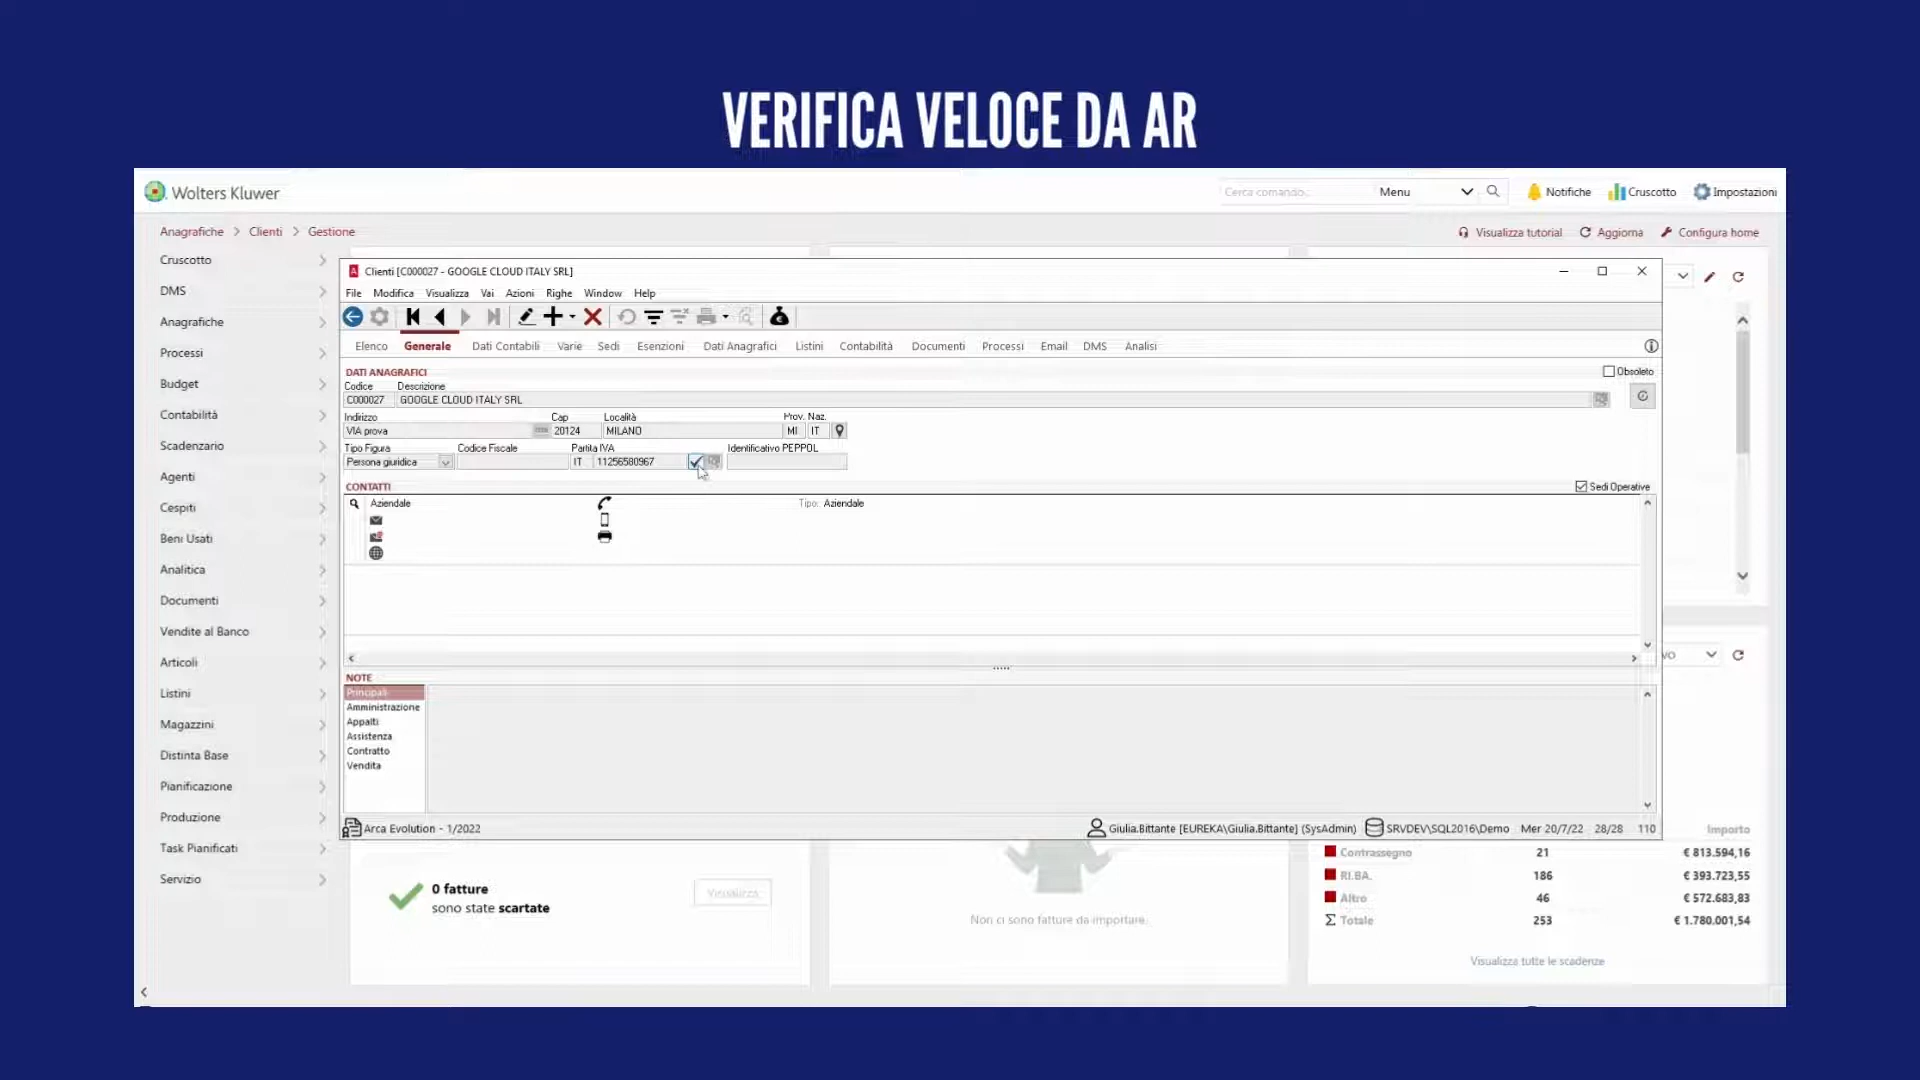 VERIFICA VELOCE DA AR
Wolters Kluwer
Cerca comando...
Menu
Notifiche
Cruscotto
Impostazioni
Anagrafiche > Clienti > Gestione
Visualizza tutorial
Aggiorna
Configura home
Cruscotto
DMS
Anagrafiche
Processi
Budget
Contabilità
Scadenzario
Agenti
Cespiti
Beni Usati
Analitica
Documenti
Vendite al Banco
Articoli
Listini
Magazzini
Distinta Base
Pianificazione
Produzione
Task Pianificati
Servizio
Clienti [C000027 - GOOGLE CLOUD ITALY SRL]
File Modifica Visualizza Vai Azioni Righe Window Help
Elenco Generale Dati Contabili Varie Sedi Esenzioni Dati Anagrafici Listini Contabilità Documenti Processi Email DMS Analisi
DATI ANAGRAFICI
Obsoleto
Codice Descrizione
C000027 GOOGLE CLOUD ITALY SRL
Indirizzo Cap Località Prov. Naz.
VIA prova 20124 MILANO MI IT
Tipo Figura Codice Fiscale Partita IVA Identificativo PEPPOL
Persona giuridica IT 11256580967
CONTATTI
Sedi Operative
Aziendale
Tipo: Aziendale
NOTE
Principali
Amministrazione
Appalti
Assistenza
Contratto
Vendita
Arca Evolution - 1/2022
Giulia.Bittante [EUREKA\Giulia.Bittante] (SysAdmin) SRVDEV\SQL2016\Demo Mer 20/7/22 28/28 110
0 fatture
sono state scartate
Visualizza
Non ci sono fatture da importare.
Importo
Contrassegno 21 € 813.594,16
RI.BA. 186 € 393.723,55
Altro 46 € 572.683,83
Σ Totale 253 € 1.780.001,54
Visualizza tutte le scadenze